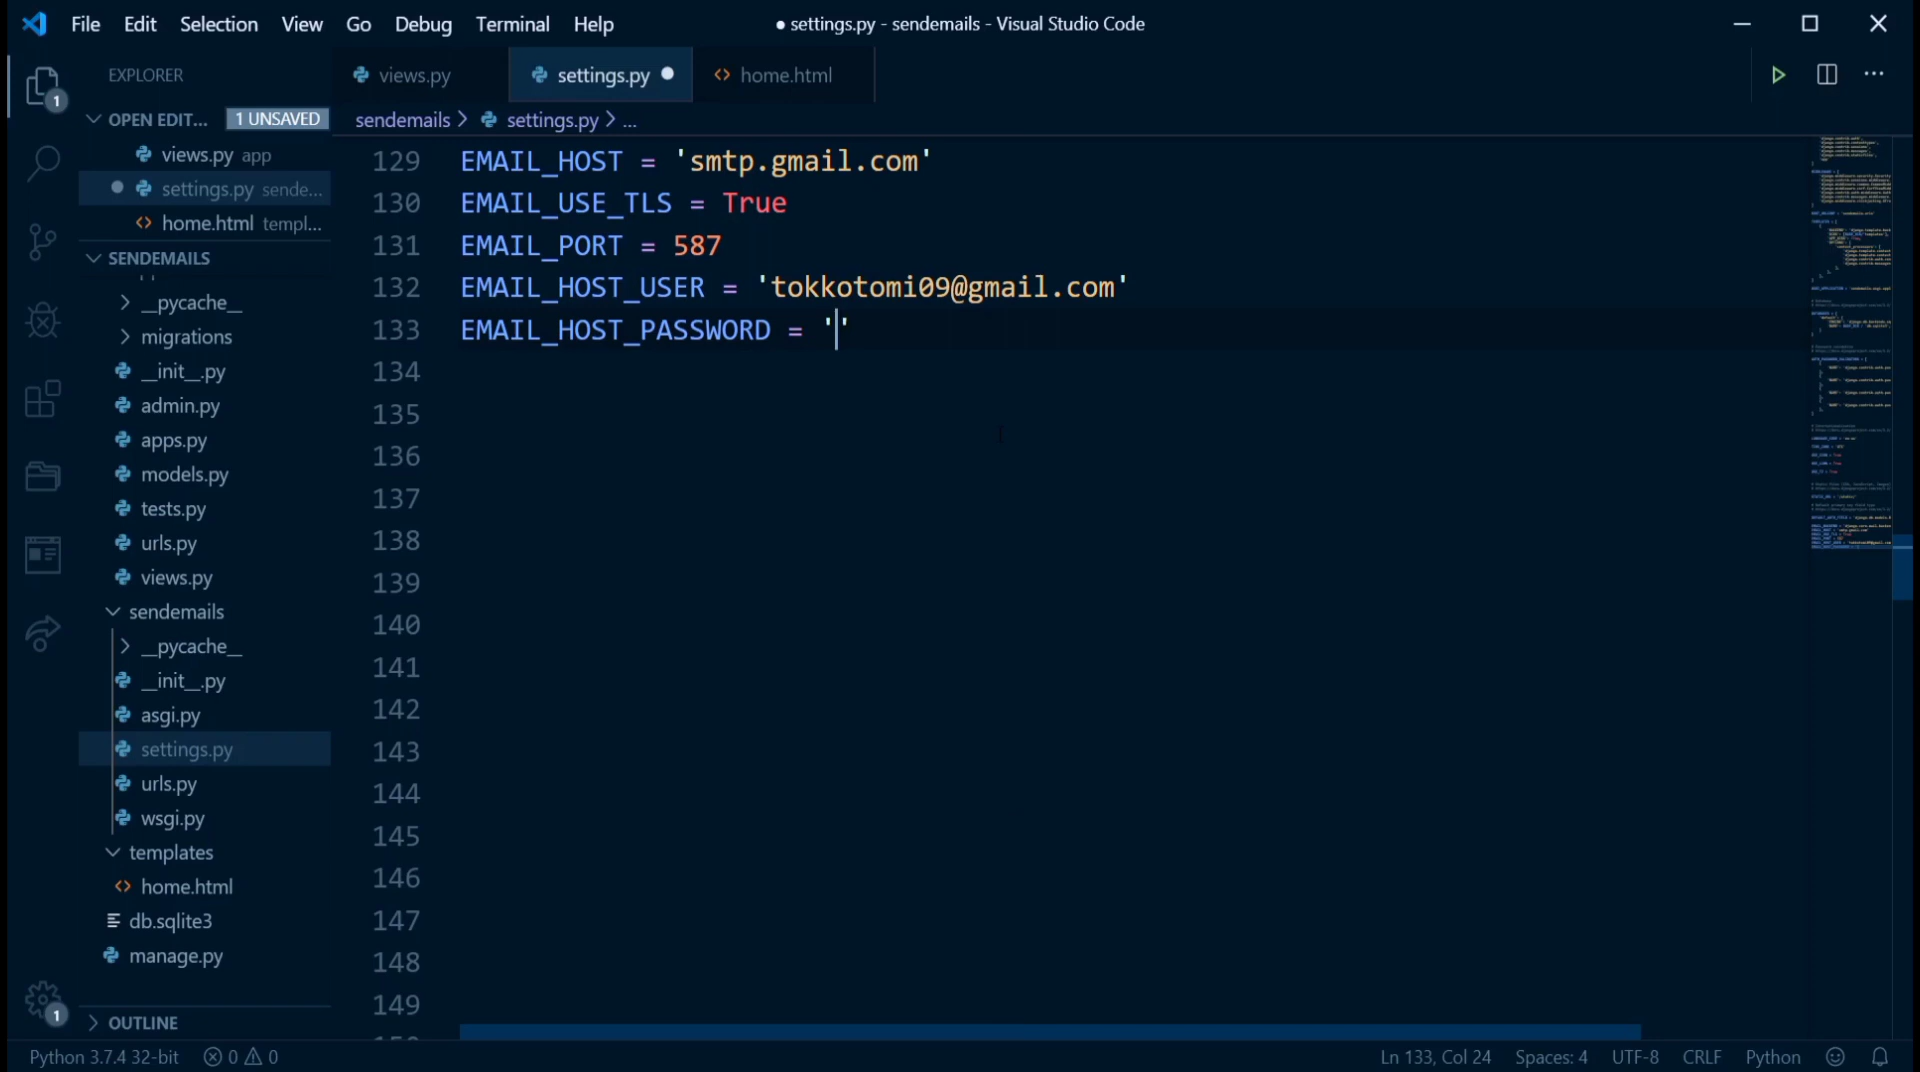 File Edit Selection View Go Debug Terminal Help
● settings.py - sendemails - Visual Studio Code
EXPLORER
views.py
settings.py
home.html
OPEN EDIT... 1 UNSAVED
sendemails > settings.py > ...
views.py app
settings.py sende...
home.html templ...
SENDEMAILS
__pycache__
migrations
__init__.py
admin.py
apps.py
models.py
tests.py
urls.py
views.py
sendemails
__pycache__
__init__.py
asgi.py
settings.py
urls.py
wsgi.py
templates
home.html
db.sqlite3
manage.py
OUTLINE
1
1
129 EMAIL_HOST = 'smtp.gmail.com'
130 EMAIL_USE_TLS = True
131 EMAIL_PORT = 587
132 EMAIL_HOST_USER = 'tokkotomi09@gmail.com'
133 EMAIL_HOST_PASSWORD = ''
134
135
136
137
138
139
140
141
142
143
144
145
146
147
148
149
Python 3.7.4 32-bit 0 0
Ln 133, Col 24 Spaces: 4 UTF-8 CRLF Python